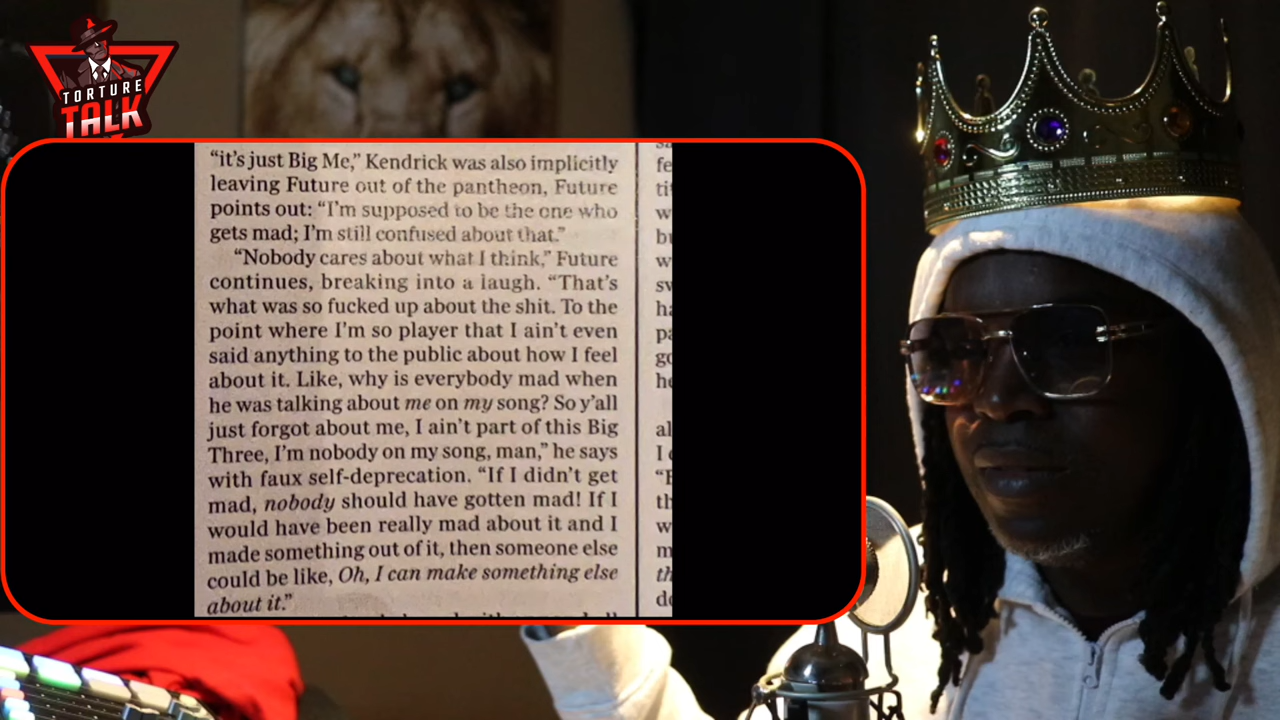 TORTURE
TALK
“it’s just Big Me,” Kendrick was also implicitly
leaving Future out of the pantheon, Future
points out: “I’m supposed to be the one who
gets mad; I’m still confused about that.”
“Nobody cares about what I think,” Future
continues, breaking into a laugh. “That’s
what was so fucked up about the shit. To the
point where I’m so player that I ain’t even
said anything to the public about how I feel
about it. Like, why is everybody mad when
he was talking about me on my song? So y’all
just forgot about me, I ain’t part of this Big
Three, I’m nobody on my song, man,” he says
with faux self-deprecation. “If I didn’t get
mad, nobody should have gotten mad! If I
would have been really mad about it and I
made something out of it, then someone else
could be like, Oh, I can make something else
about it.”